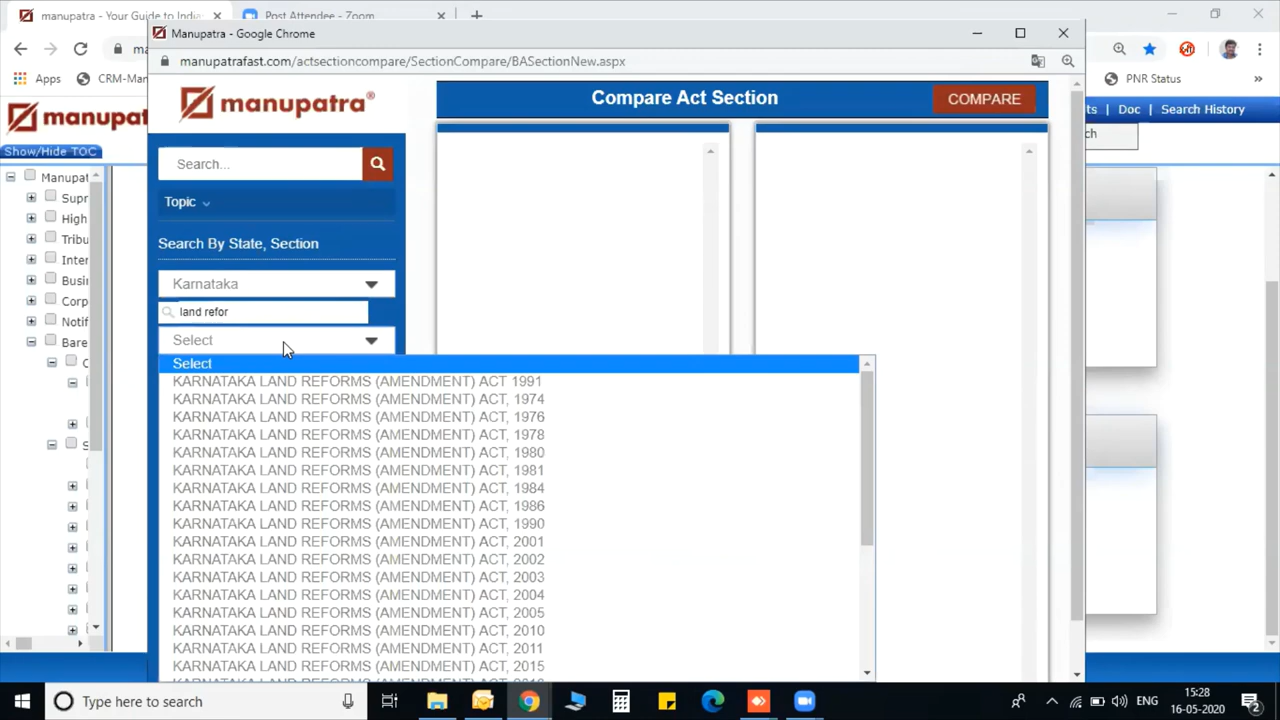 manupatra - Your Guide to India
Post Attendee - Zoom
Manupatra - Google Chrome
ma
manupatrafast.com/actsectioncompare/SectionCompare/BASectionNew.aspx
Apps
CRM-Man
PNR Status
»
manupatra
manupatra®
Compare Act Section
COMPARE
ts
Doc
Search History
Show/Hide TOC
ch
Search...
Manupat
Topic
Supr
High
Tribu
Search By State, Section
Inter
Busi
Karnataka
Corp
land refor
Notif
Select
Bare
Select
KARNATAKA LAND REFORMS (AMENDMENT) ACT 1991
KARNATAKA LAND REFORMS (AMENDMENT) ACT, 1974
KARNATAKA LAND REFORMS (AMENDMENT) ACT, 1976
KARNATAKA LAND REFORMS (AMENDMENT) ACT, 1978
KARNATAKA LAND REFORMS (AMENDMENT) ACT, 1980
KARNATAKA LAND REFORMS (AMENDMENT) ACT, 1981
KARNATAKA LAND REFORMS (AMENDMENT) ACT, 1984
KARNATAKA LAND REFORMS (AMENDMENT) ACT, 1986
KARNATAKA LAND REFORMS (AMENDMENT) ACT, 1990
KARNATAKA LAND REFORMS (AMENDMENT) ACT, 2001
KARNATAKA LAND REFORMS (AMENDMENT) ACT, 2002
KARNATAKA LAND REFORMS (AMENDMENT) ACT, 2003
KARNATAKA LAND REFORMS (AMENDMENT) ACT, 2004
KARNATAKA LAND REFORMS (AMENDMENT) ACT, 2005
KARNATAKA LAND REFORMS (AMENDMENT) ACT, 2010
KARNATAKA LAND REFORMS (AMENDMENT) ACT, 2011
KARNATAKA LAND REFORMS (AMENDMENT) ACT, 2015
Type here to search
ENG
15:28
16-05-2020
2